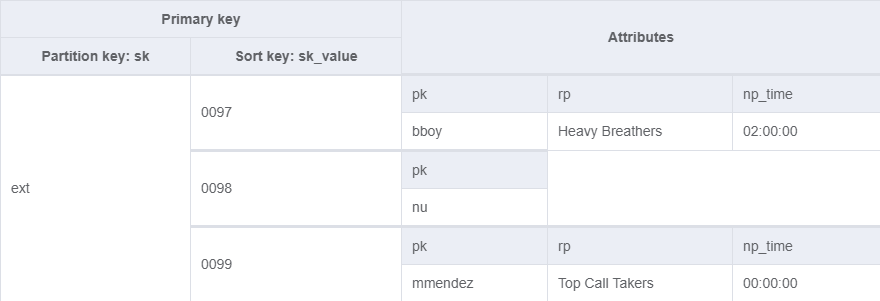 Primary key
Attributes
Partition key: sk Sort key: sk_value
pk rp np_time
0097
bboy Heavy Breathers 02:00:00
pk
ext 0098
nu
pk rp np_time
0099
mmendez Top Call Takers 00:00:00